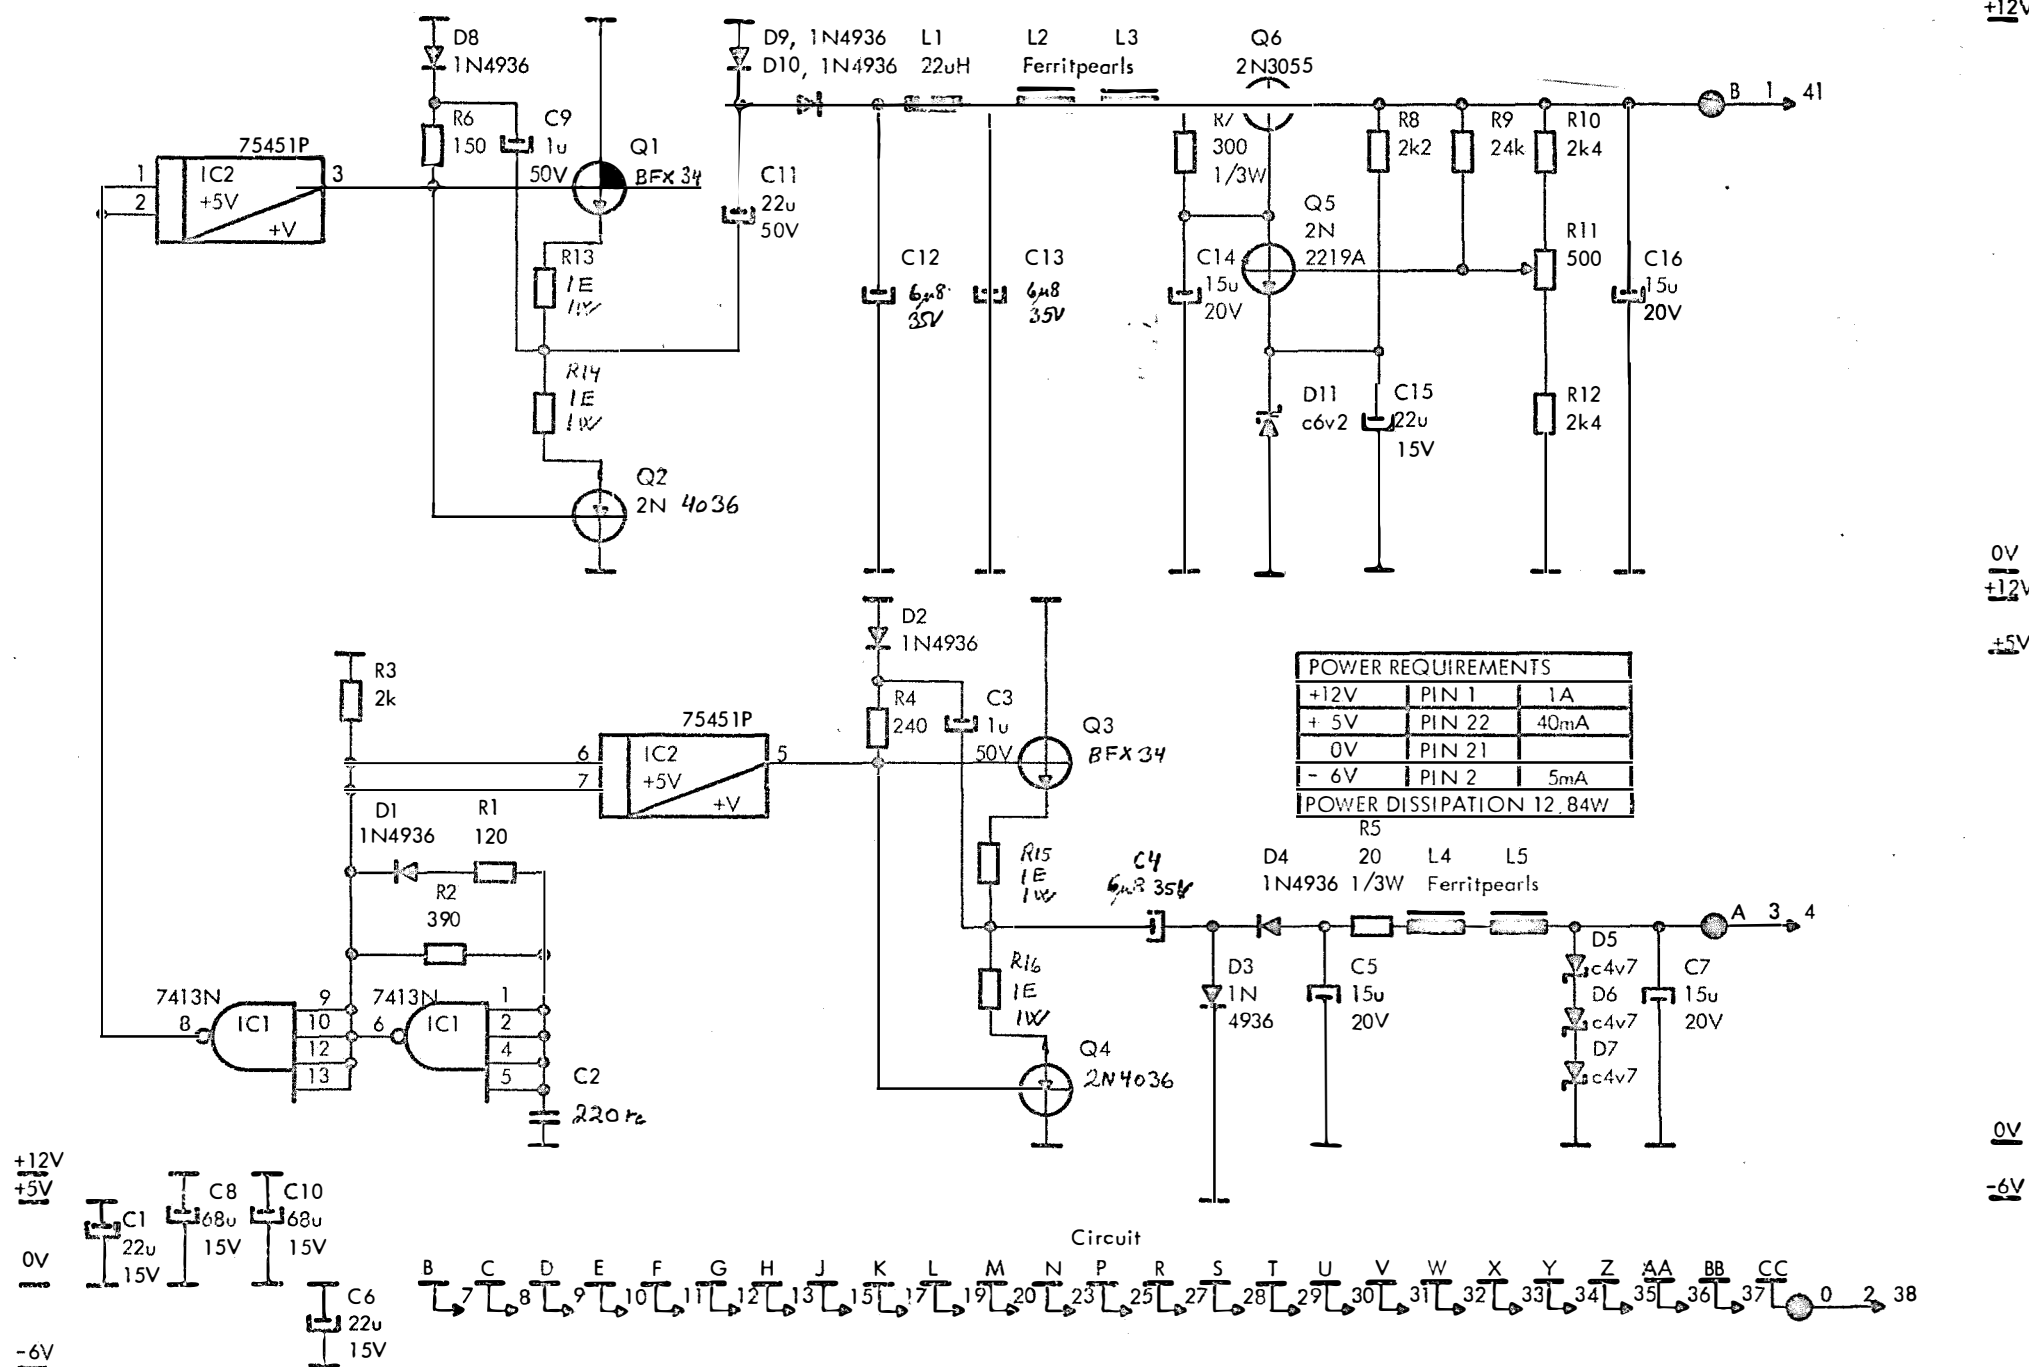 +12V
D8
1N4936
R6
150
C9
1u
50V
75451P
1
2
IC2
+5V
+V
3
Q1
BFX 34
R13
1E
1W
R14
1E
1W
Q2
2N 4036
D9, 1N4936
D10, 1N4936
C11
22u
50V
L1
22uH
L2
L3
Ferritpearls
C12
6µ8
35V
C13
6µ8
35V
Q6
2N3055
R7
300
1/3W
Q5
2N
2219A
C14
15u
20V
D11
c6v2
C15
22u
15V
R8
2k2
R9
24k
R10
2k4
R11
500
R12
2k4
C16
15u
20V
B 1 41
0V
+12V
+5V
R3
2k
75451P
6
7
IC2
+5V
+V
5
D2
1N4936
R4
240
C3
1u
50V
Q3
BFX34
R15
1E
1W
R16
1E
1W
Q4
2N4036
POWER REQUIREMENTS
+12V PIN 1 1A
+ 5V PIN 22 40mA
0V PIN 21
- 6V PIN 2 5mA
POWER DISSIPATION 12,84W
D1
1N4936
R1
120
R2
390
7413N
8
IC1
9
10
12
13
7413N
6
IC1
1
2
4
5
C2
C4
6µ8 35V
D4
1N4936
R5
20
1/3W
L4
L5
Ferritpearls
A 3 4
D3
1N
4936
C5
15u
20V
D5
c4v7
D6
c4v7
D7
c4v7
C7
15u
20V
0V
-6V
+12V
+5V
0V
-6V
C1
22u
15V
C8
68u
15V
C10
68u
15V
C6
22u
15V
Circuit
B C D E F G H J K L M N P R S T U V W X Y Z AA BB CC
7 8 9 10 11 12 13 15 17 19 20 23 25 27 28 29 30 31 32 33 34 35 36 37 0 2 38